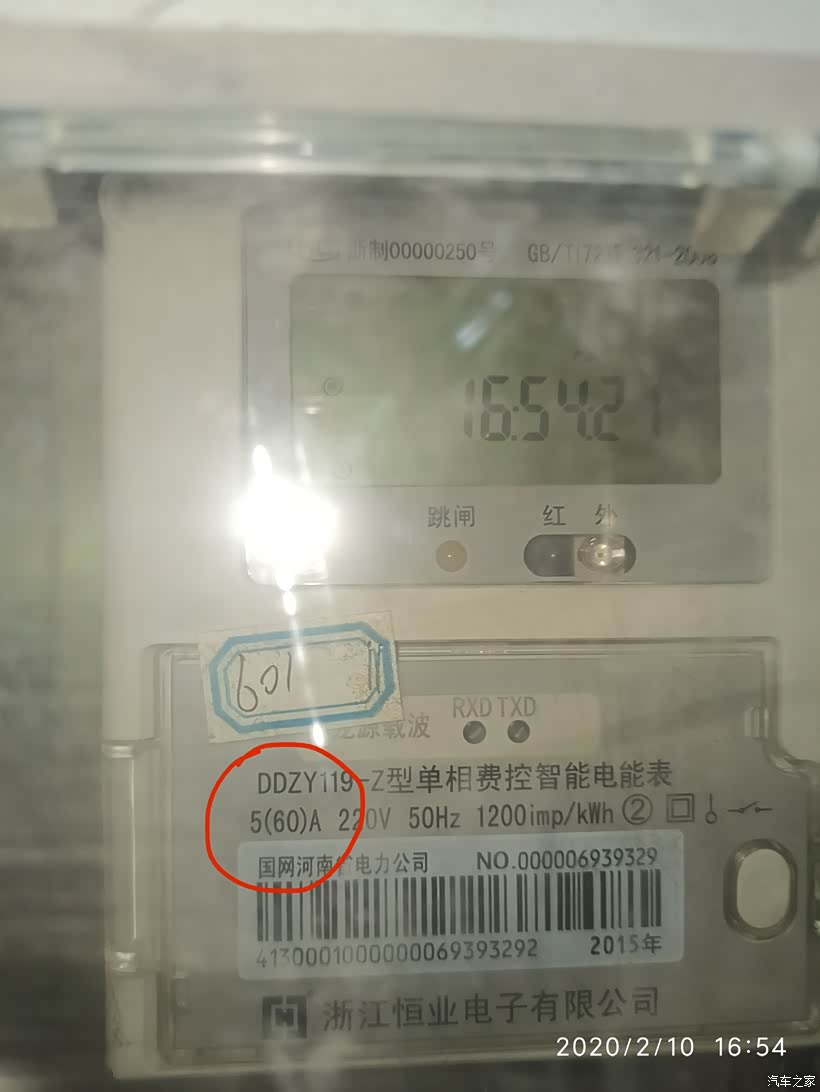 浙制00000250号 GB/T
16:54:21
跳闸 红 外
601
RXD TXD
载波
DDZY119-Z型单相费控智能电能表
5(60)A 220V 50Hz 1200imp/kWh ②
国网河南省电力公司 NO.000006939329
4130001000000069393292 2015年
浙江恒业电子有限公司
2020/2/10 16:54
汽车之家